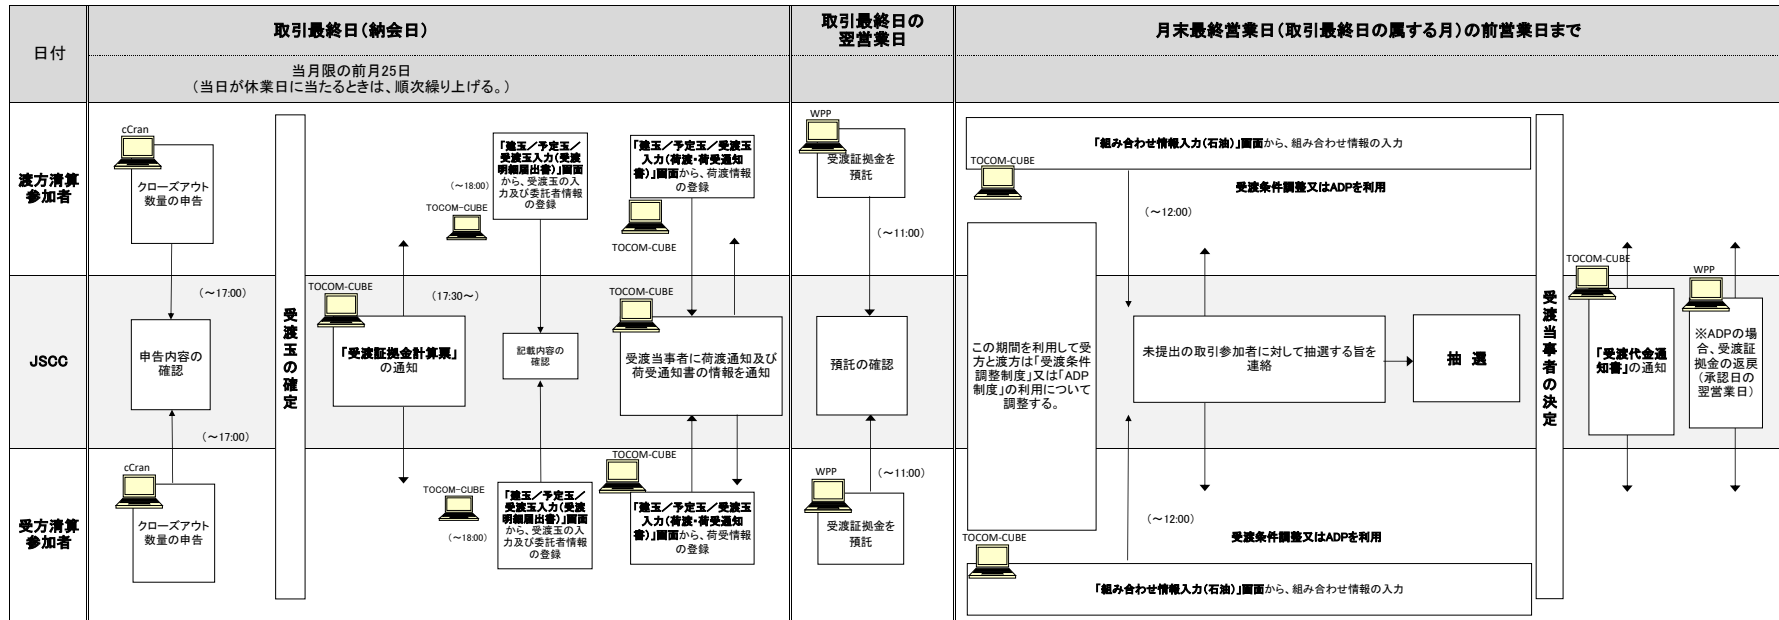 日付
取引最終日(納会日)
当月限の前月25日
(当日が休業日に当たるときは、順次繰り上げる。)
取引最終日の
翌営業日
月末最終営業日(取引最終日の属する月)の前営業日まで
渡方清算
参加者
cCran
クローズアウト
数量の申告
「建玉/予定玉/
受渡玉入力(受渡
明細届出書)」画面
から、受渡玉の入
力及び委託者情報
の登録
(~18:00)
TOCOM-CUBE
「建玉/予定玉/受渡玉
入力(荷渡・荷受通知
書)」画面から、荷渡情報
の登録
TOCOM-CUBE
WPP
受渡証拠金を
預託
(~11:00)
「組み合わせ情報入力(石油)」画面から、組み合わせ情報の入力
TOCOM-CUBE
受渡条件調整又はADPを利用
(~12:00)
JSCC
(~17:00)
申告内容の
確認
(~17:00)
受渡玉の確定
TOCOM-CUBE
(17:30~)
「受渡証拠金計算票」
の通知
記載内容の
確認
TOCOM-CUBE
受渡当事者に荷渡通知及び
荷受通知書の情報を通知
預託の確認
この期間を利用して受
方と渡方は「受渡条件
調整制度」又は「ADP
制度」の利用について
調整する。
未提出の取引参加者に対して抽選する旨を
連絡
抽 選
受渡当事者の決定
TOCOM-CUBE
「受渡代金通
知書」の通知
WPP
※ADPの場
合、受渡証
拠金の返戻
(承認日の
翌営業日)
受方清算
参加者
cCran
クローズアウト
数量の申告
TOCOM-CUBE
(~18:00)
「建玉/予定玉/
受渡玉入力(受渡
明細届出書)」画面
から、受渡玉の入
力及び委託者情報
の登録
TOCOM-CUBE
「建玉/予定玉/受渡玉
入力(荷渡・荷受通知
書)」画面から、荷受情報
の登録
WPP
(~11:00)
受渡証拠金を
預託
(~12:00)
受渡条件調整又はADPを利用
TOCOM-CUBE
「組み合わせ情報入力(石油)」画面から、組み合わせ情報の入力